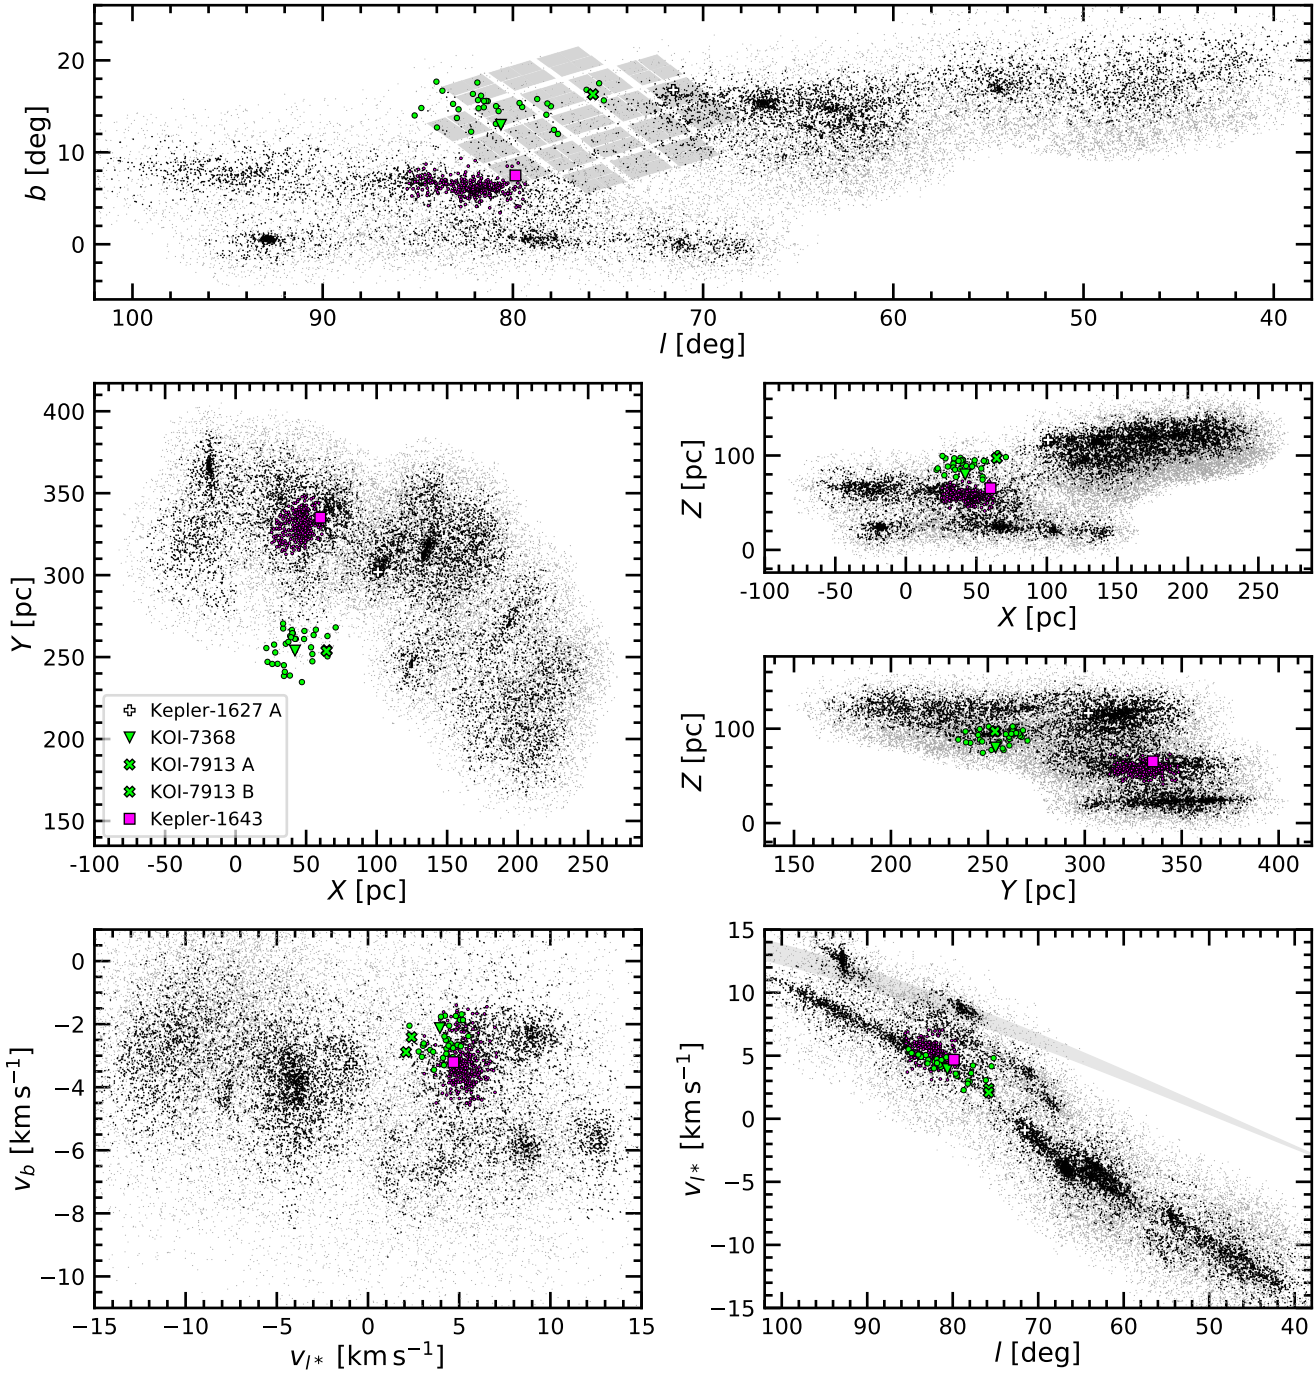 20
10
0
b [deg]
100 90 80 70 60 50 40
l [deg]
400
350
300
250
200
150
Y [pc]
Kepler-1627 A
KOI-7368
KOI-7913 A
KOI-7913 B
Kepler-1643
-100 -50 0 50 100 150 200 250
X [pc]
100
0
Z [pc]
-100 -50 0 50 100 150 200 250
X [pc]
100
0
Z [pc]
150 200 250 300 350 400
Y [pc]
0
−2
−4
−6
−8
−10
v_b [km s⁻¹]
−15 −10 −5 0 5 10 15
v_{l*} [km s⁻¹]
15
10
5
0
−5
−10
−15
v_{l*} [km s⁻¹]
100 90 80 70 60 50 40
l [deg]